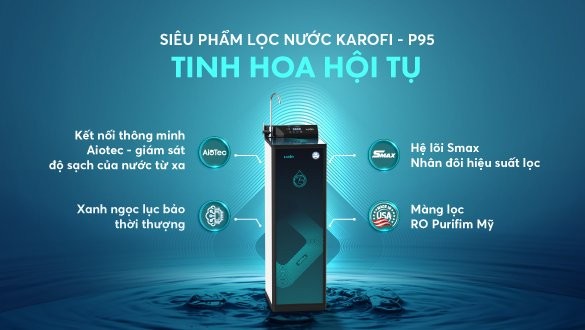 SIÊU PHẨM LỌC NƯỚC KAROFI - P95
TINH HOA HỘI TỤ
Kết nối thông minh
Aiotec - giám sát
độ sạch của nước từ xa
AIoTec
Hệ lõi Smax
Nhân đôi hiệu suất lọc
SMAX
Xanh ngọc lục bảo
thời thượng
Màng lọc
RO Purifim Mỹ
USA